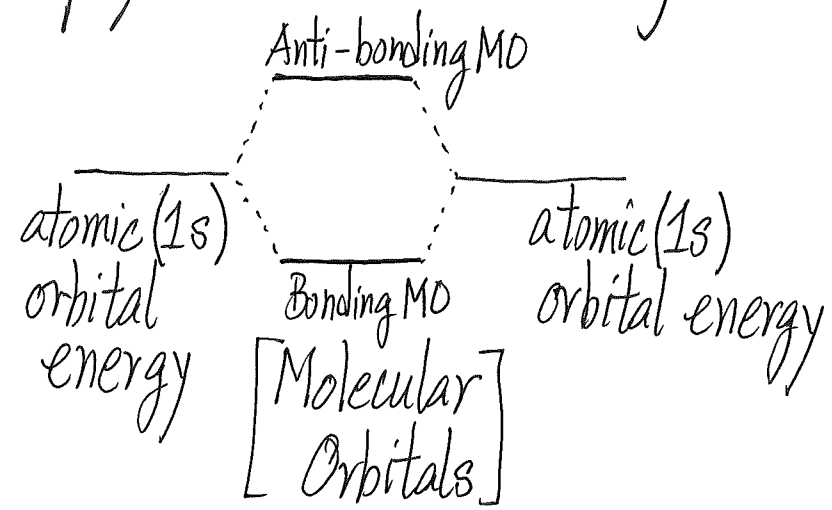 Anti-bonding MO
atomic (1s)
orbital
energy
atomic (1s)
orbital energy
Bonding MO
[Molecular
Orbitals]